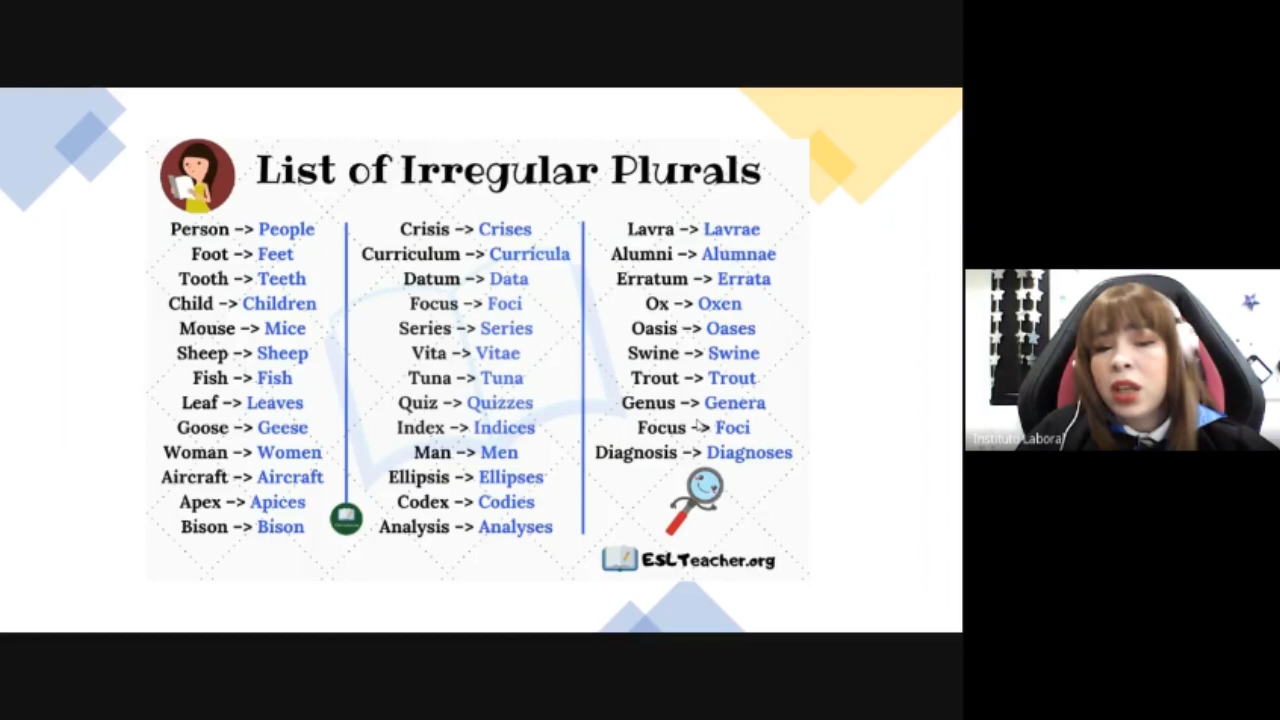 List of Irregular Plurals
Person -> People
Foot -> Feet
Tooth -> Teeth
Child -> Children
Mouse -> Mice
Sheep -> Sheep
Fish -> Fish
Leaf -> Leaves
Goose -> Geese
Woman -> Women
Aircraft -> Aircraft
Apex -> Apices
Bison -> Bison
Crisis -> Crises
Curriculum -> Curricula
Datum -> Data
Focus -> Foci
Series -> Series
Vita -> Vitae
Tuna -> Tuna
Quiz -> Quizzes
Index -> Indices
Man -> Men
Ellipsis -> Ellipses
Codex -> Codies
Analysis -> Analyses
Lavra -> Lavrae
Alumni -> Alumnae
Erratum -> Errata
Ox -> Oxen
Oasis -> Oases
Swine -> Swine
Trout -> Trout
Genus -> Genera
Focus -> Foci
Diagnosis -> Diagnoses
ESLTeacher.org
Instituto Labora